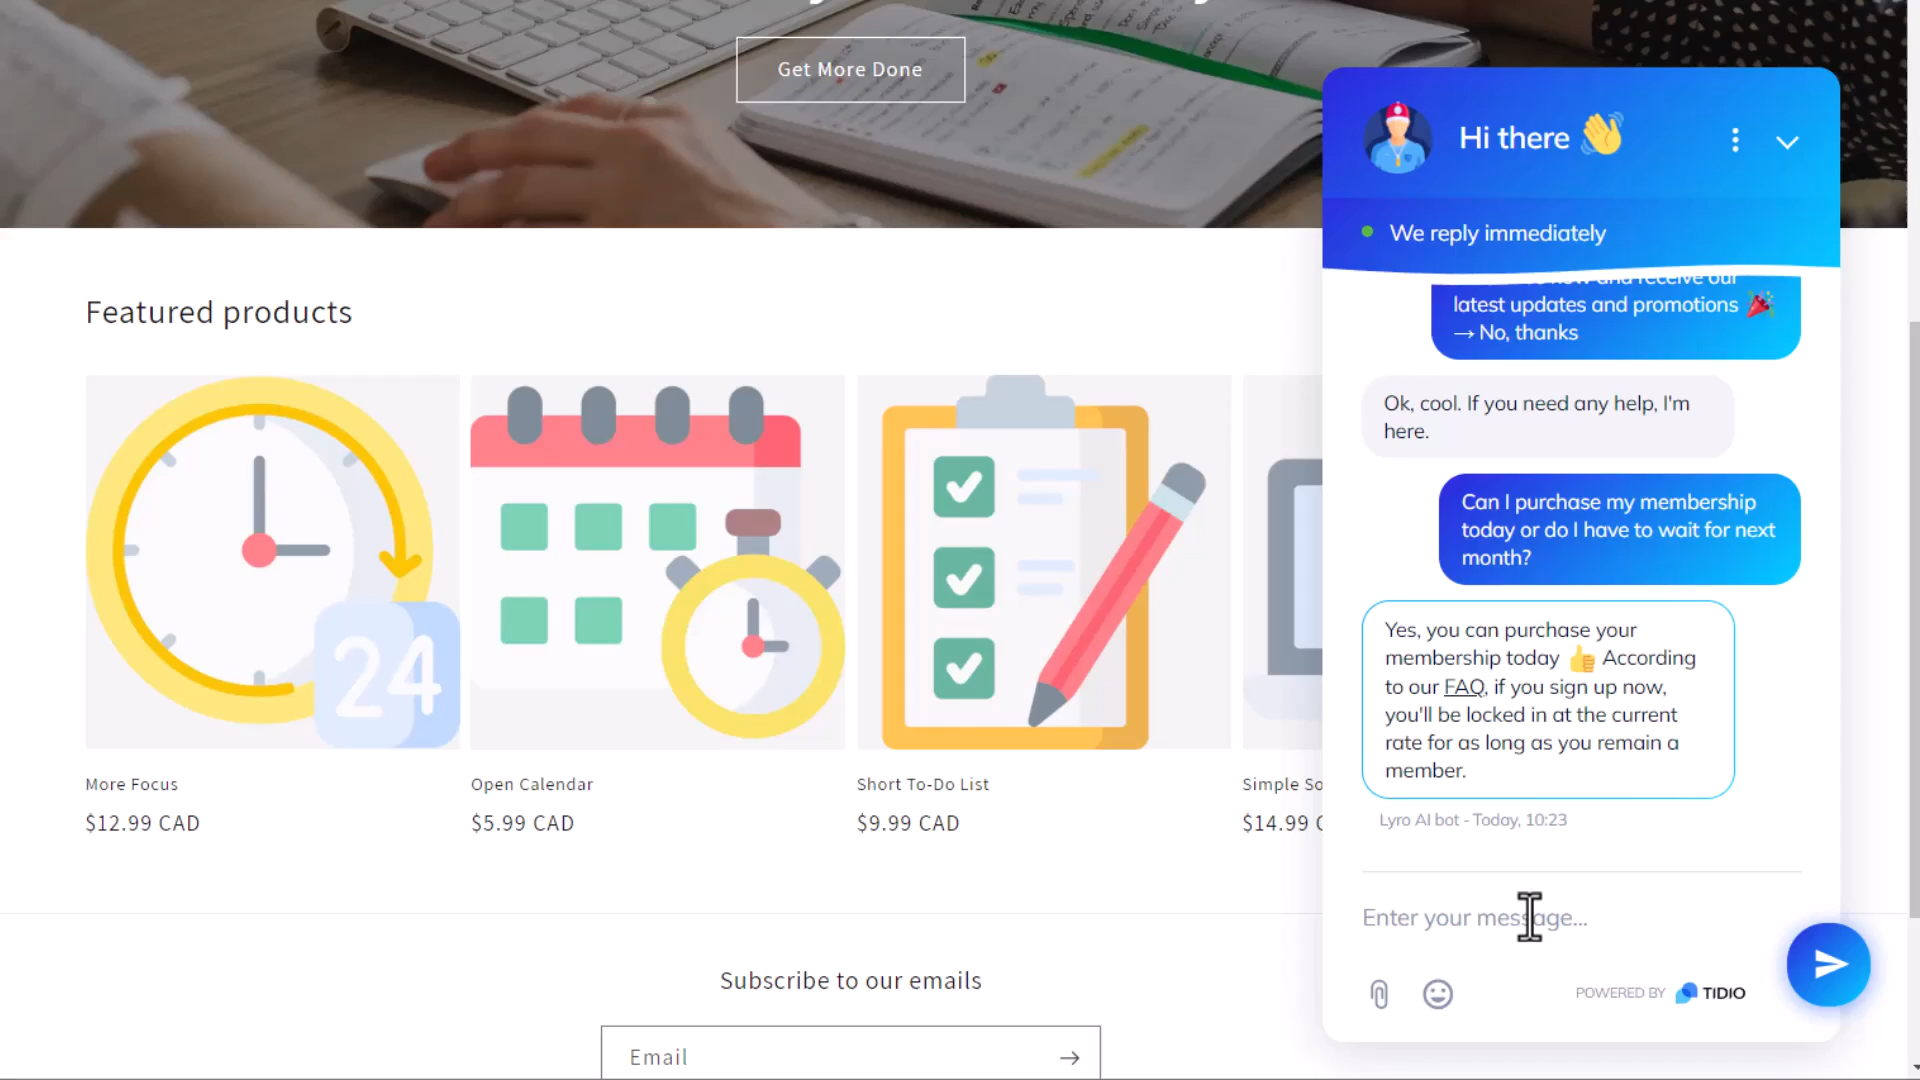 Get More Done
Hi there
We reply immediately
and receive our
latest updates and promotions
→ No, thanks
Ok, cool. If you need any help, I'm
here.
Can I purchase my membership
today or do I have to wait for next
month?
Yes, you can purchase your
membership today 👍 According
to our FAQ, if you sign up now,
you'll be locked in at the current
rate for as long as you remain a
member.
Lyro AI bot - Today, 10:23
Enter your message...
POWERED BY TIDIO
Featured products
24
More Focus
$12.99 CAD
Open Calendar
$5.99 CAD
Short To-Do List
$9.99 CAD
Simple
$14.99
Subscribe to our emails
Email